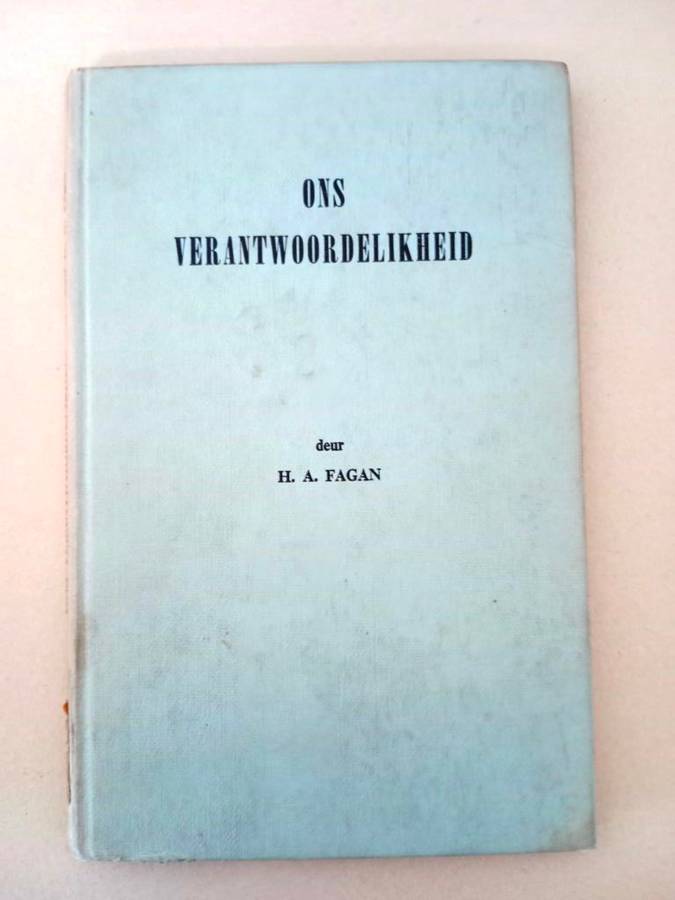 ONS
VERANTWOORDELIKHEID
deur
H. A. FAGAN